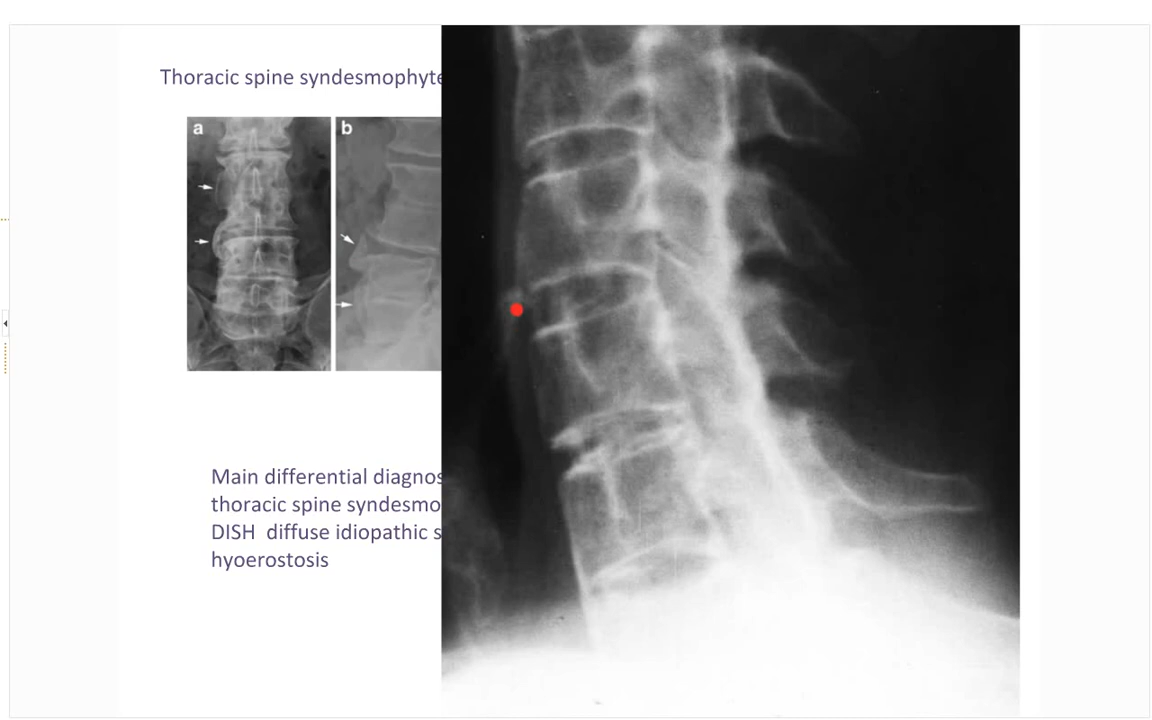 Thoracic spine syndesmophyte
a
b
Main differential diagnos
thoracic spine syndesmo
DISH  diffuse idiopathic s
hyoerostosis